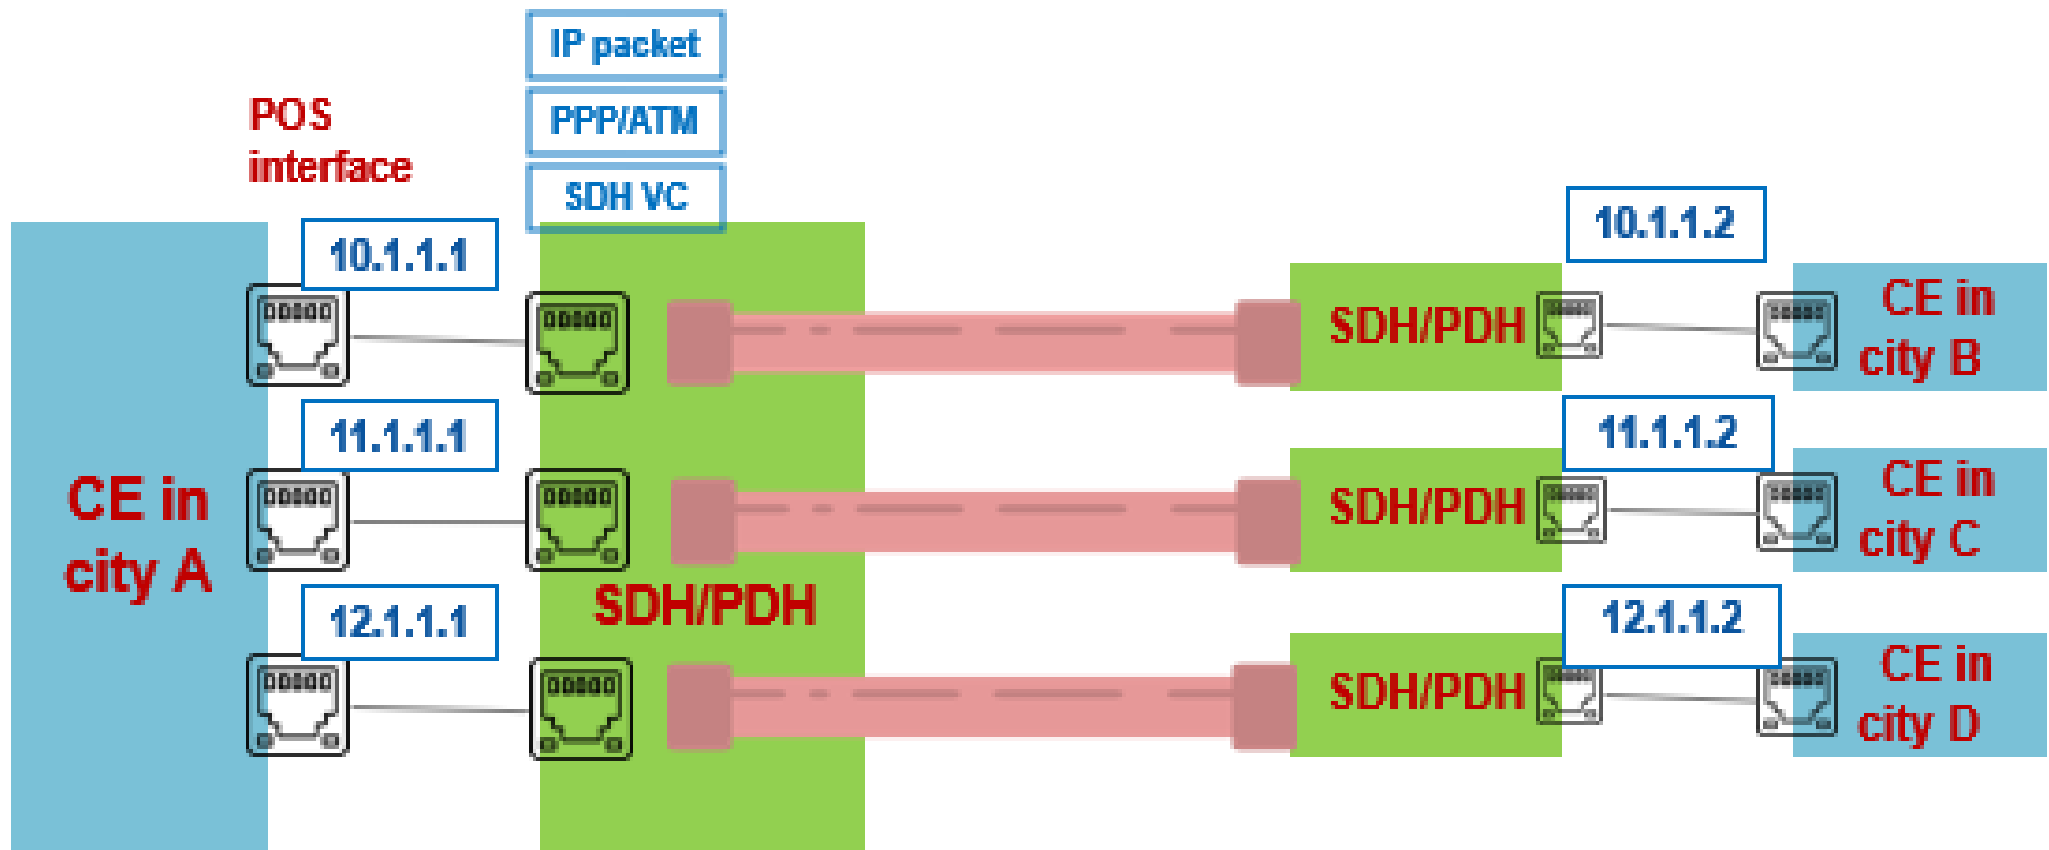 IP packet
PPP/ATM
SDH VC
POS
interface
10.1.1.1
10.1.1.2
SDH/PDH
CE in
city B
11.1.1.1
11.1.1.2
CE in
city A
SDH/PDH
SDH/PDH
CE in
city C
12.1.1.1
12.1.1.2
SDH/PDH
CE in
city D